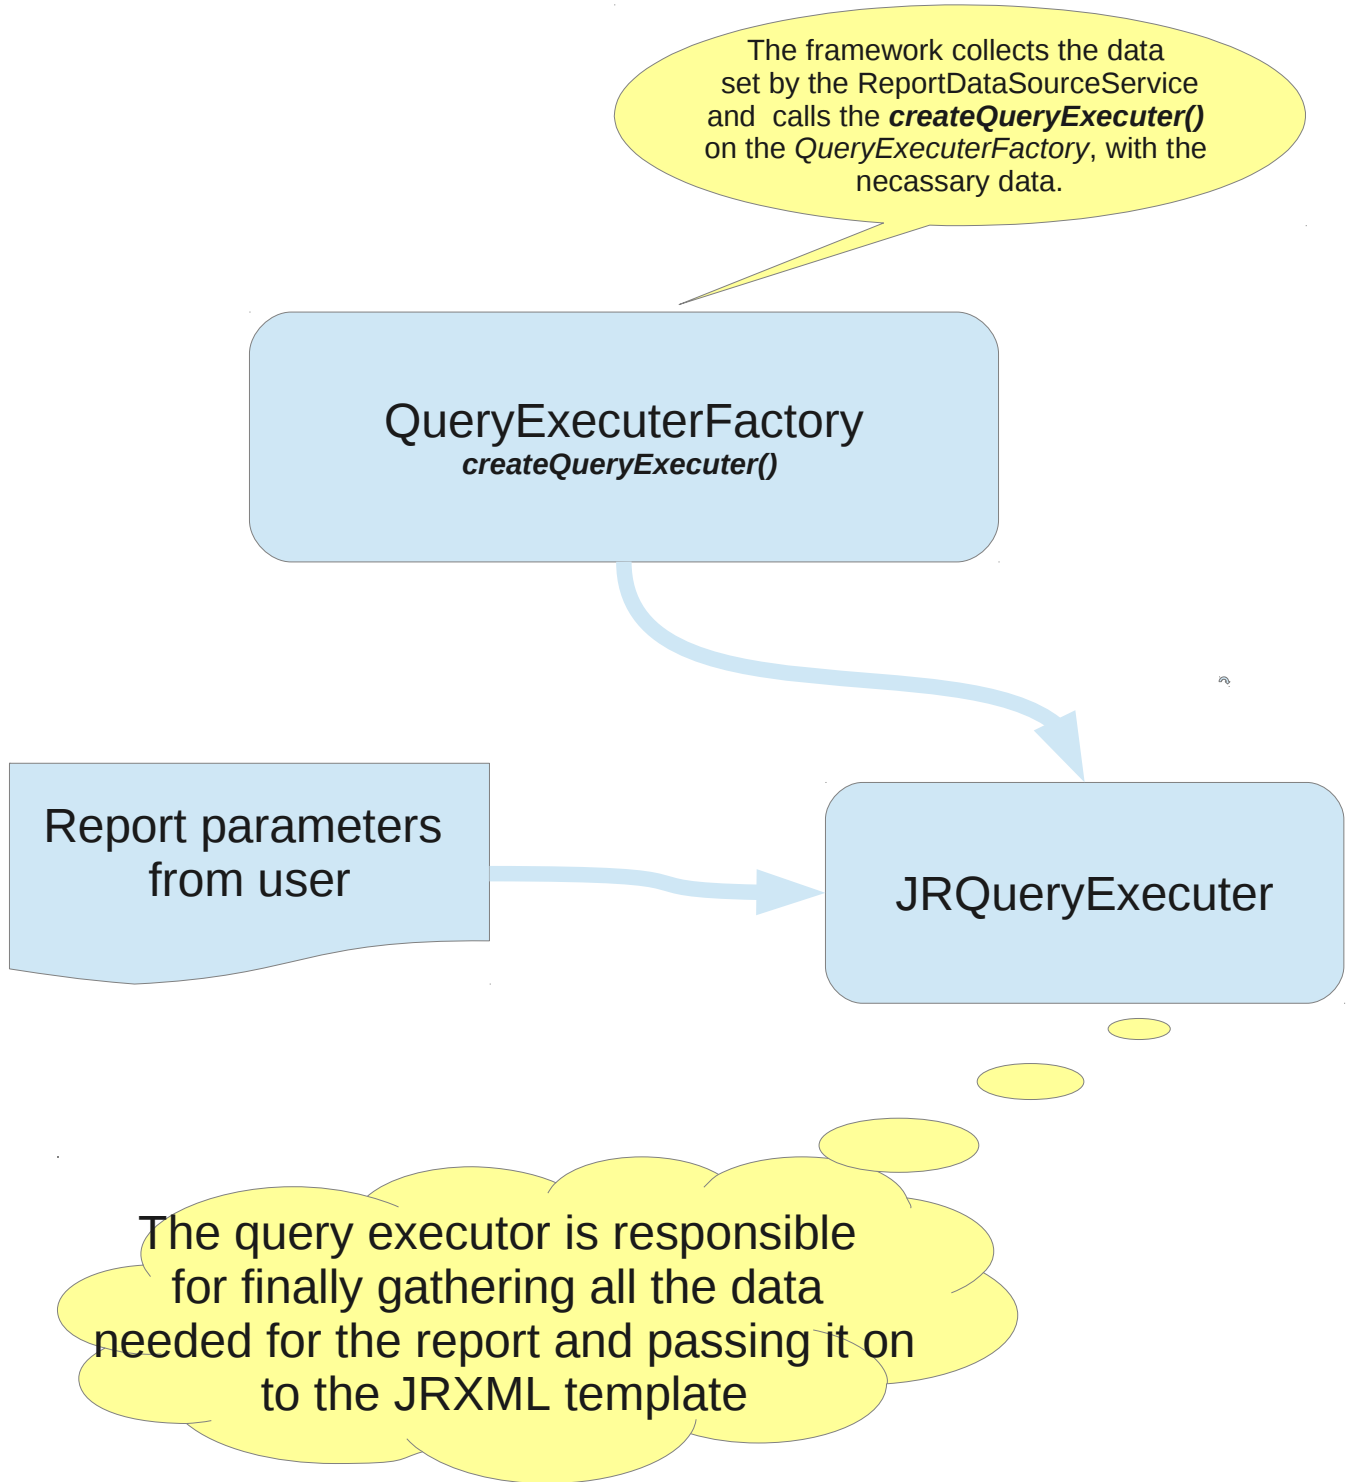 The framework collects the data
set by the ReportDataSourceService
and  calls the createQueryExecuter()
on the QueryExecuterFactory, with the
necassary data.
QueryExecuterFactory
createQueryExecuter()
Report parameters
from user
JRQueryExecuter
The query executor is responsible
for finally gathering all the data
needed for the report and passing it on
to the JRXML template